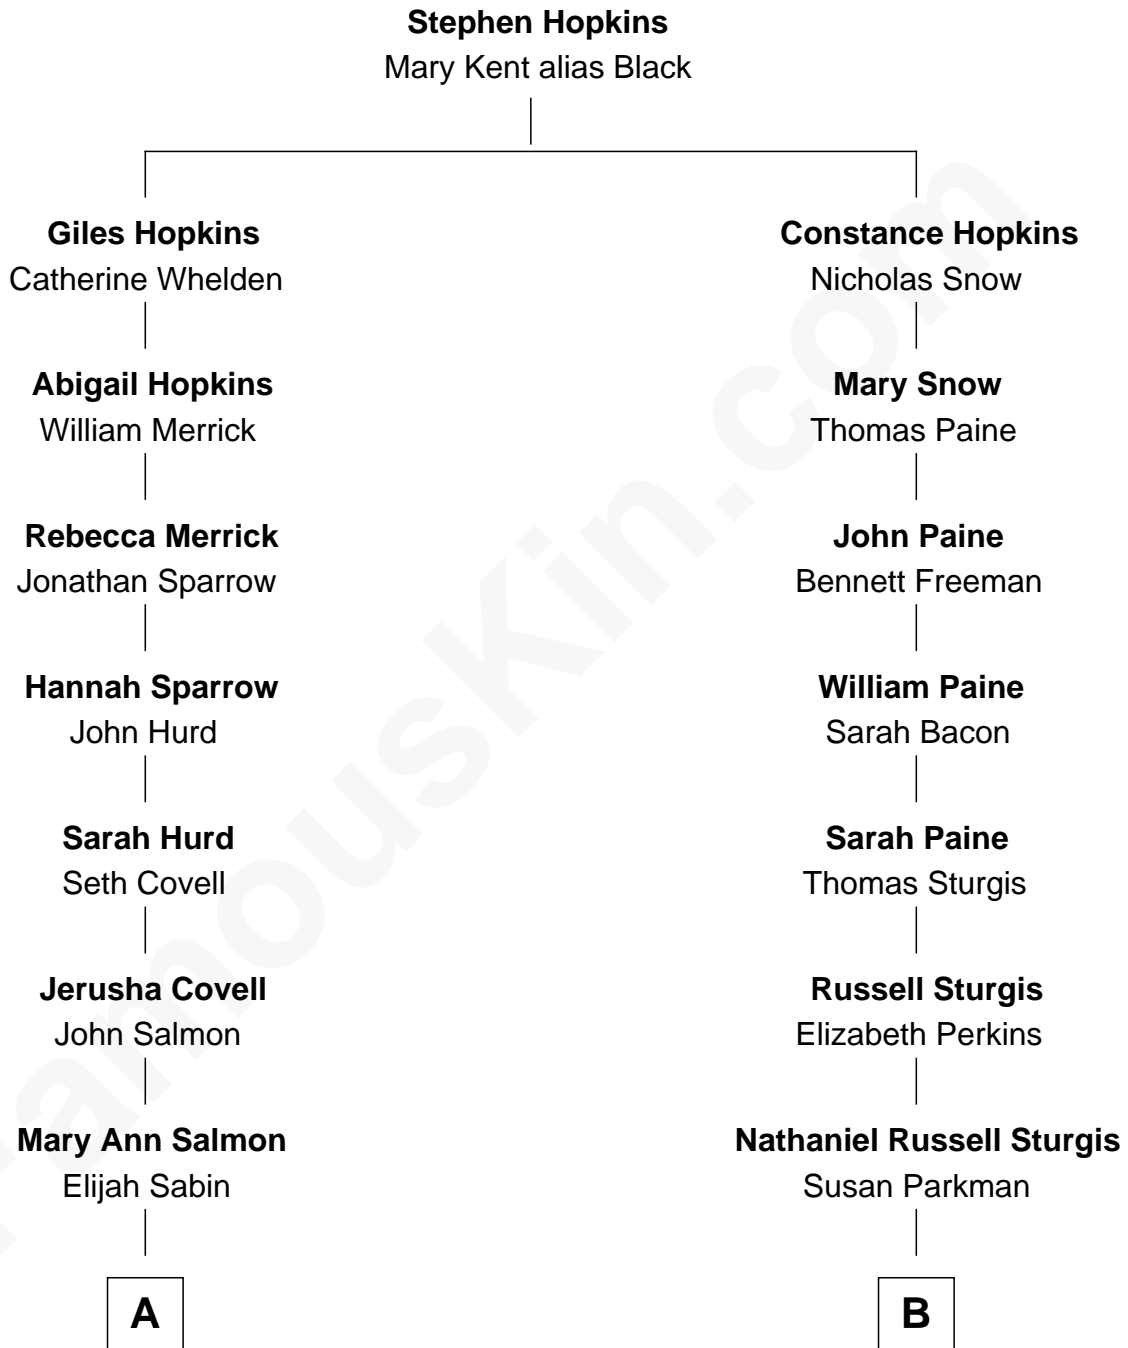 Stephen Hopkins
Mary Kent alias Black
Giles Hopkins
Catherine Whelden
Constance Hopkins
Nicholas Snow
Abigail Hopkins
William Merrick
Mary Snow
Thomas Paine
Rebecca Merrick
Jonathan Sparrow
John Paine
Bennett Freeman
Hannah Sparrow
John Hurd
William Paine
Sarah Bacon
Sarah Hurd
Seth Covell
Sarah Paine
Thomas Sturgis
Jerusha Covell
John Salmon
Russell Sturgis
Elizabeth Perkins
Mary Ann Salmon
Elijah Sabin
Nathaniel Russell Sturgis
Susan Parkman
A
B
FamousKin.com